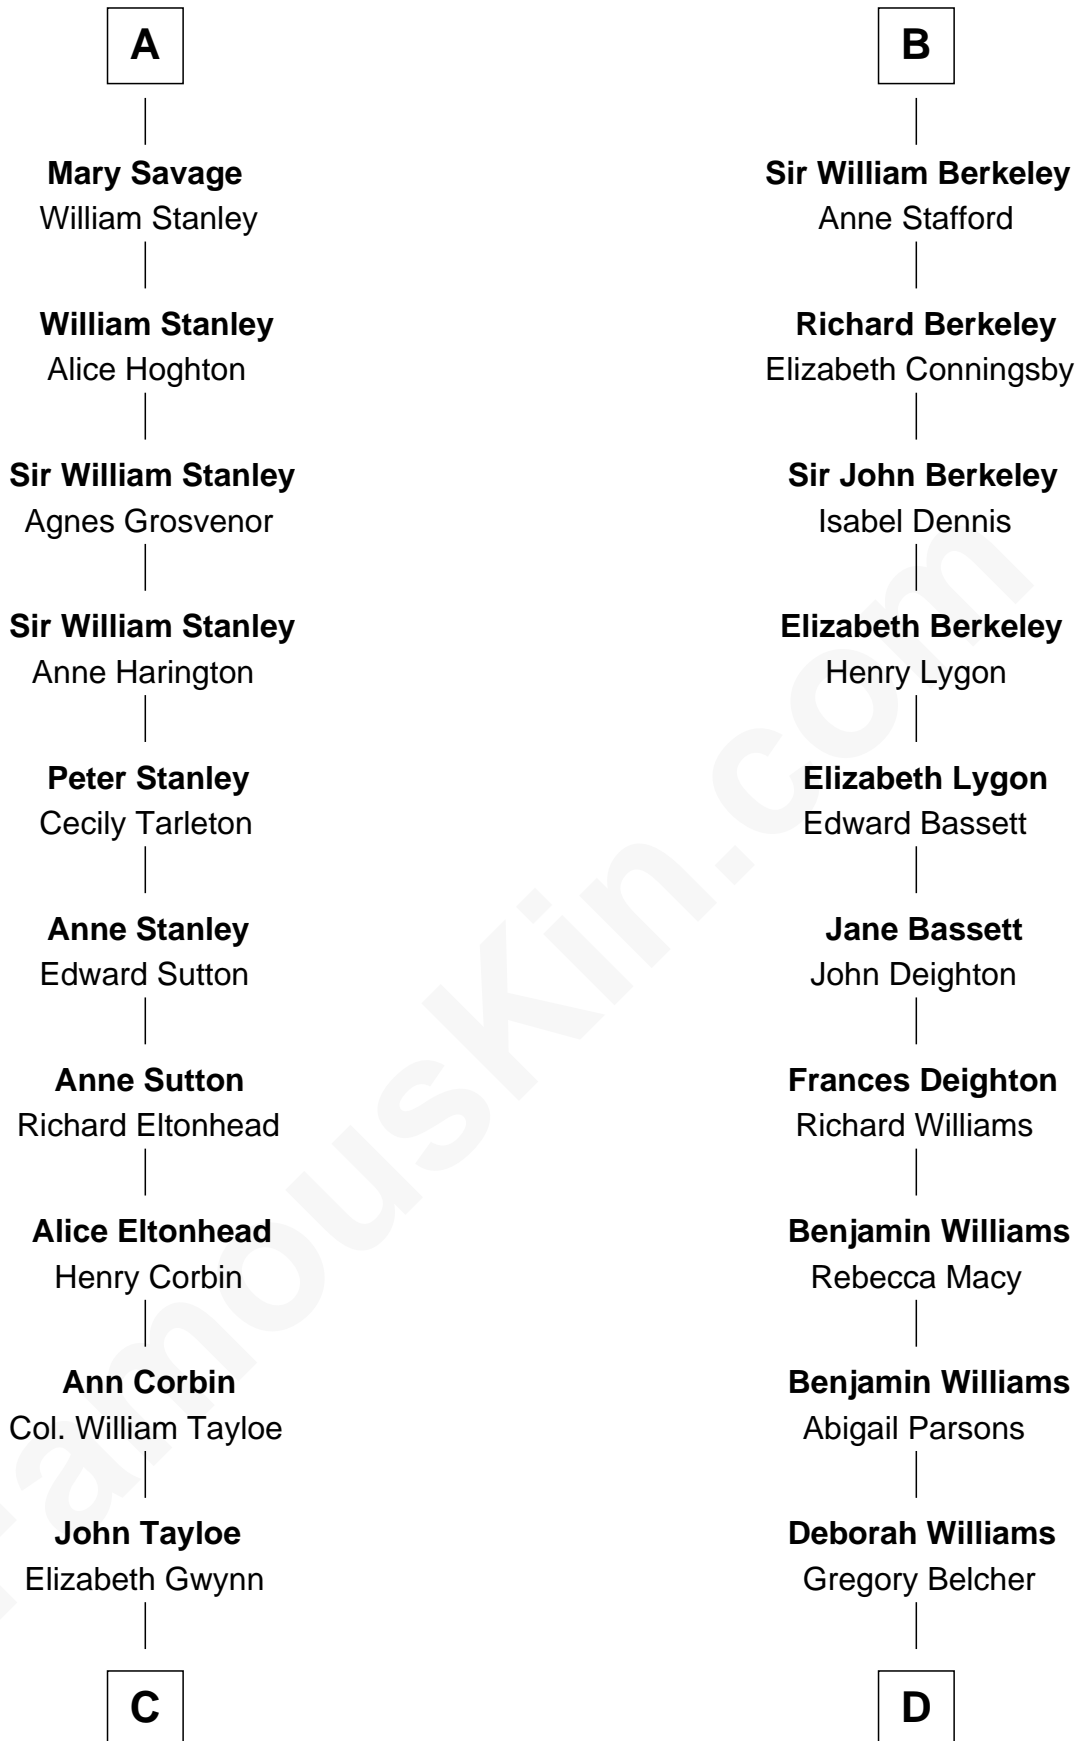 A
Mary Savage
William Stanley
William Stanley
Alice Hoghton
Sir William Stanley
Agnes Grosvenor
Sir William Stanley
Anne Harington
Peter Stanley
Cecily Tarleton
Anne Stanley
Edward Sutton
Anne Sutton
Richard Eltonhead
Alice Eltonhead
Henry Corbin
Ann Corbin
Col. William Tayloe
John Tayloe
Elizabeth Gwynn
C
B
Sir William Berkeley
Anne Stafford
Richard Berkeley
Elizabeth Conningsby
Sir John Berkeley
Isabel Dennis
Elizabeth Berkeley
Henry Lygon
Elizabeth Lygon
Edward Bassett
Jane Bassett
John Deighton
Frances Deighton
Richard Williams
Benjamin Williams
Rebecca Macy
Benjamin Williams
Abigail Parsons
Deborah Williams
Gregory Belcher
D
FamousKin.com